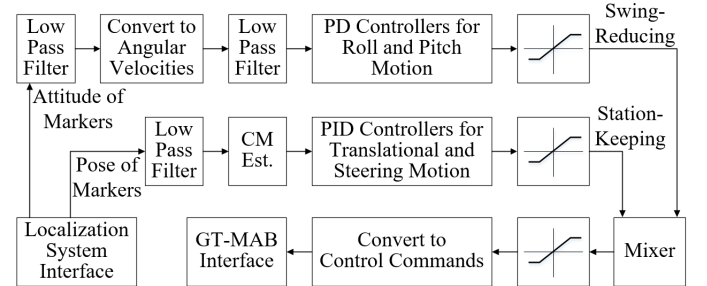 Low
Pass
Filter
Convert to
Angular
Velocities
Low
Pass
Filter
PD Controllers for
Roll and Pitch
Motion
Swing-
Reducing
Attitude of
Markers
Low
Pass
Filter
CM
Est.
PID Controllers for
Translational and
Steering Motion
Station-
Keeping
Pose of
Markers
Localization
System
Interface
GT-MAB
Interface
Convert to
Control Commands
Mixer